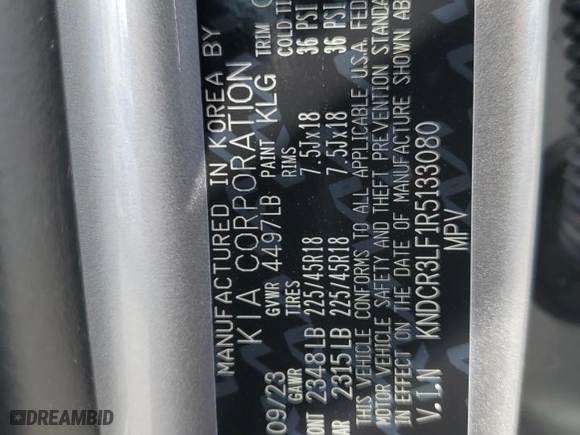 MANUFACTURED IN KOREA BY
KIA CORPORATION
09/23 GVWR 4497LB PAINT KLG TRIM
GAWR TIRES RIMS COLD
2348LB 225/45R18 7.5Jx18 36 PSI
2315LB 225/45R18 7.5Jx18 36 PSI
THIS VEHICLE CONFORMS TO ALL APPLICABLE U.S.A. FED
MOTOR VEHICLE SAFETY AND THEFT PREVENTION STANDA
IN EFFECT ON THE DATE OF MANUFACTURE SHOWN AB
V.I.N KNDCR3LF1R5133080
MPV
DREAMBID